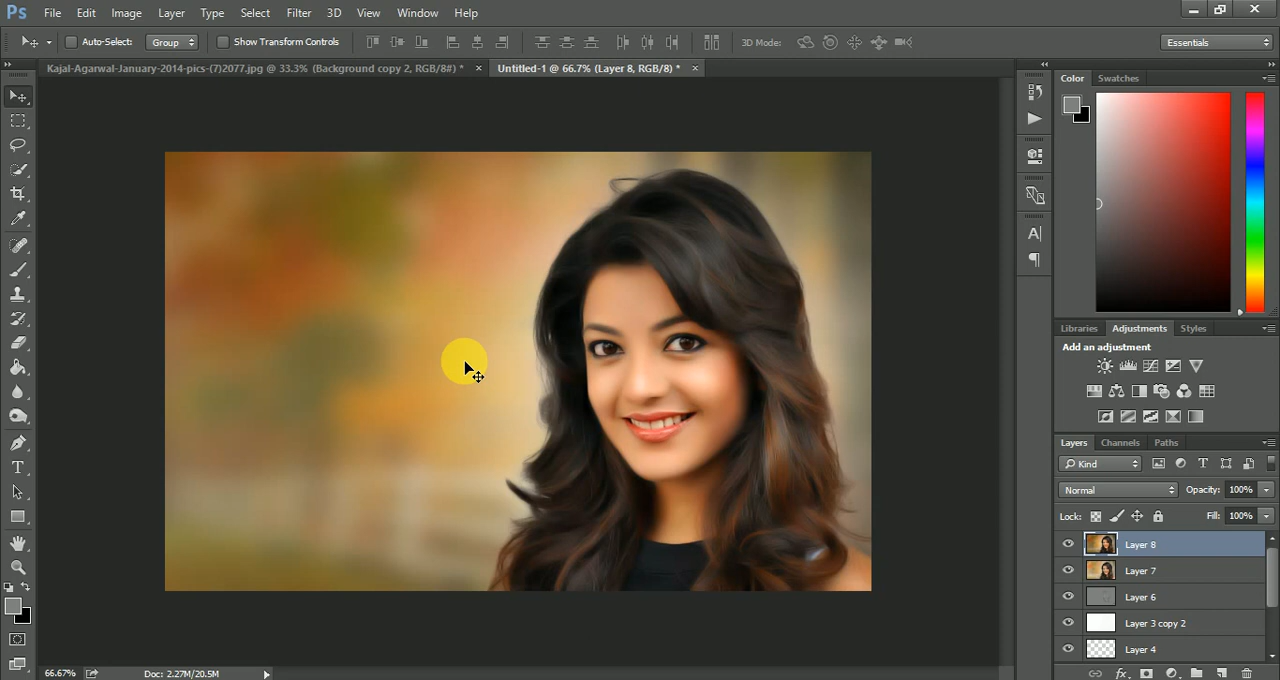 Ps File Edit Image Layer Type Select Filter 3D View Window Help
Auto-Select: Group Show Transform Controls 3D Mode: Essentials
Kajal-Agarwal-January-2014-pics-(7)2077.jpg @ 33.3% (Background copy 2, RGB/8#) * × Untitled-1 @ 66.7% (Layer 8, RGB/8) * ×
Color Swatches
A|
Libraries Adjustments Styles
Add an adjustment
Layers Channels Paths
Kind
Normal Opacity: 100%
Lock: Fill: 100%
Layer 8
Layer 7
Layer 6
Layer 3 copy 2
Layer 4
66.67% Doc: 2.27M/20.5M